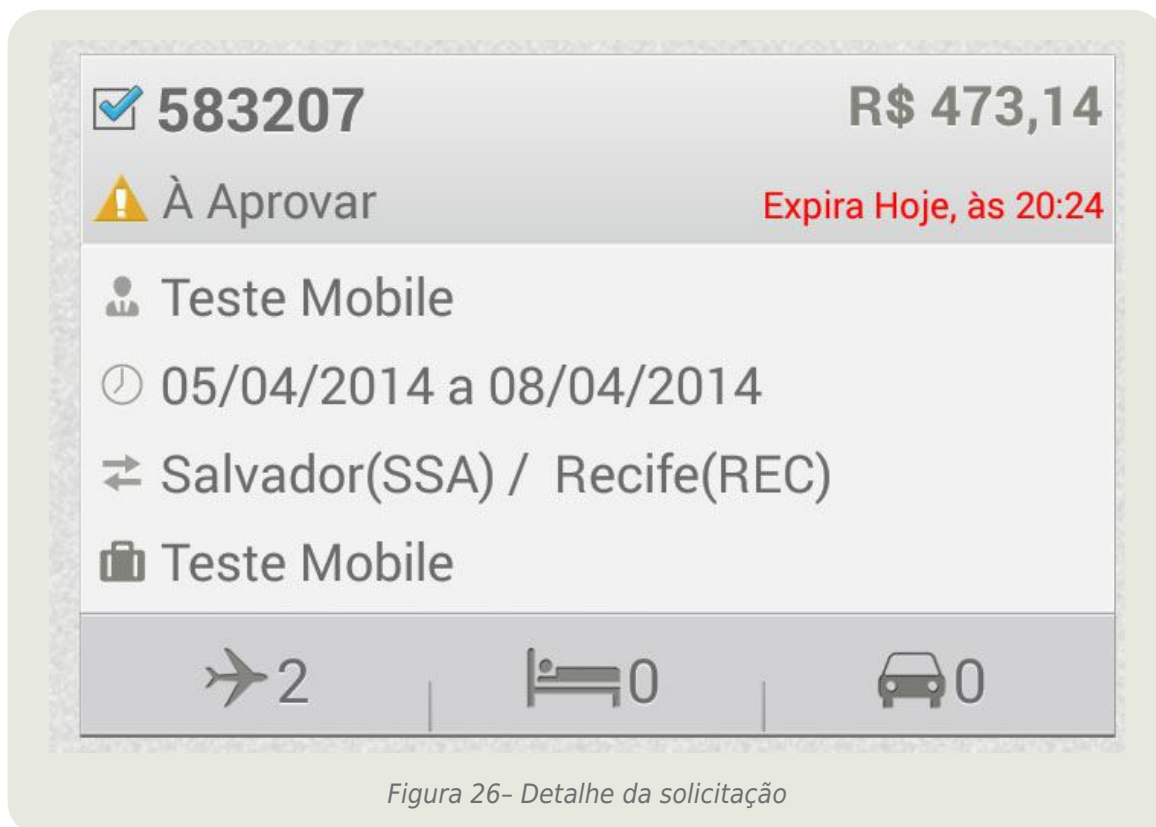 583207 R$ 473,14
À Aprovar Expira Hoje, às 20:24
Teste Mobile
05/04/2014 a 08/04/2014
Salvador(SSA) / Recife(REC)
Teste Mobile
2 0 0
Figura 26– Detalhe da solicitação